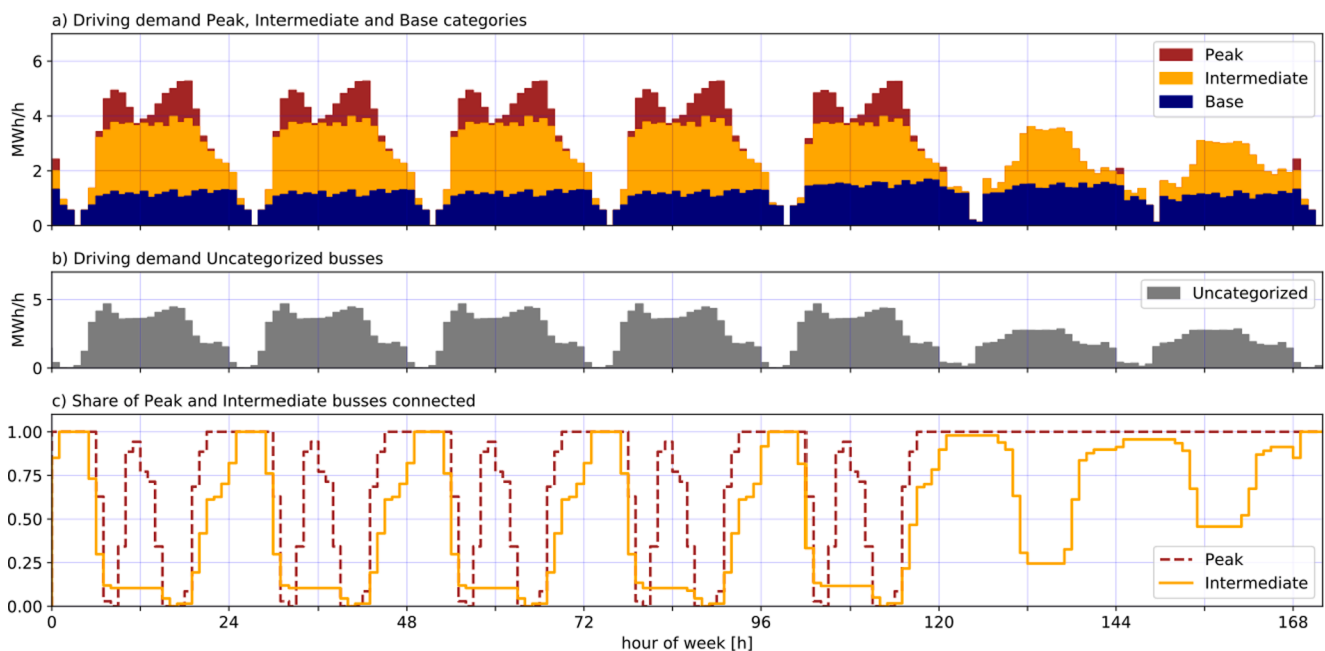 a) Driving demand Peak, Intermediate and Base categories
MWh/h
6
4
2
0
Peak
Intermediate
Base
b) Driving demand Uncategorized busses
MWh/h
5
0
Uncategorized
c) Share of Peak and Intermediate busses connected
1.00
0.75
0.50
0.25
0.00
Peak
Intermediate
0 24 48 72 96 120 144 168
hour of week [h]